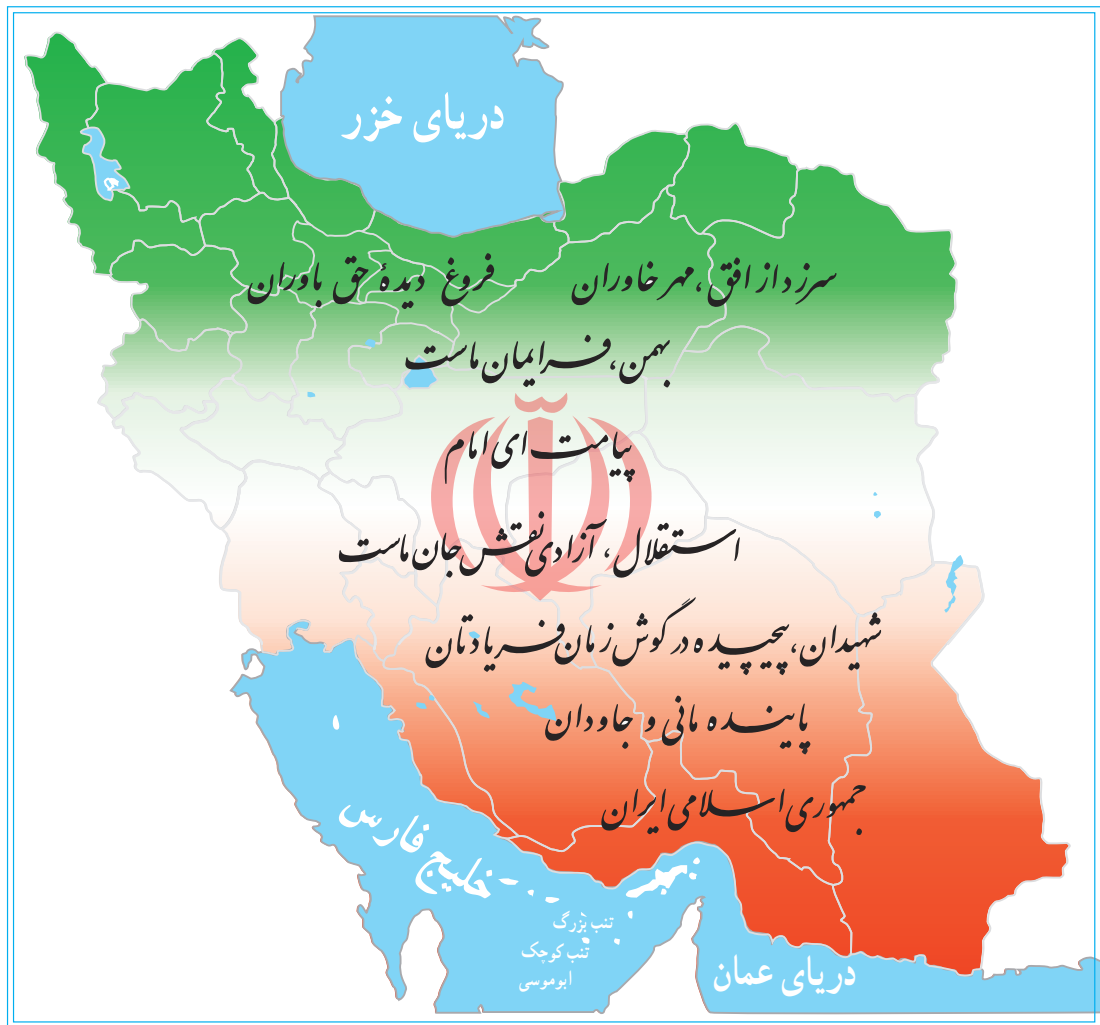 دریای خزر
سر زد از افق، مهر خاوران فروغ دیدهٔ حق باوران
بهمن، فر ایمان ماست
پیامت ای امام
استقلال، آزادی نقش جان ماست
شهیدان، پیچیده در گوش زمان فریادتان
پاینده مانی و جاودان
جمهوری اسلامی ایران
خلیج فارس
تنب بزرگ
تنب کوچک
ابوموسی
دریای عمان